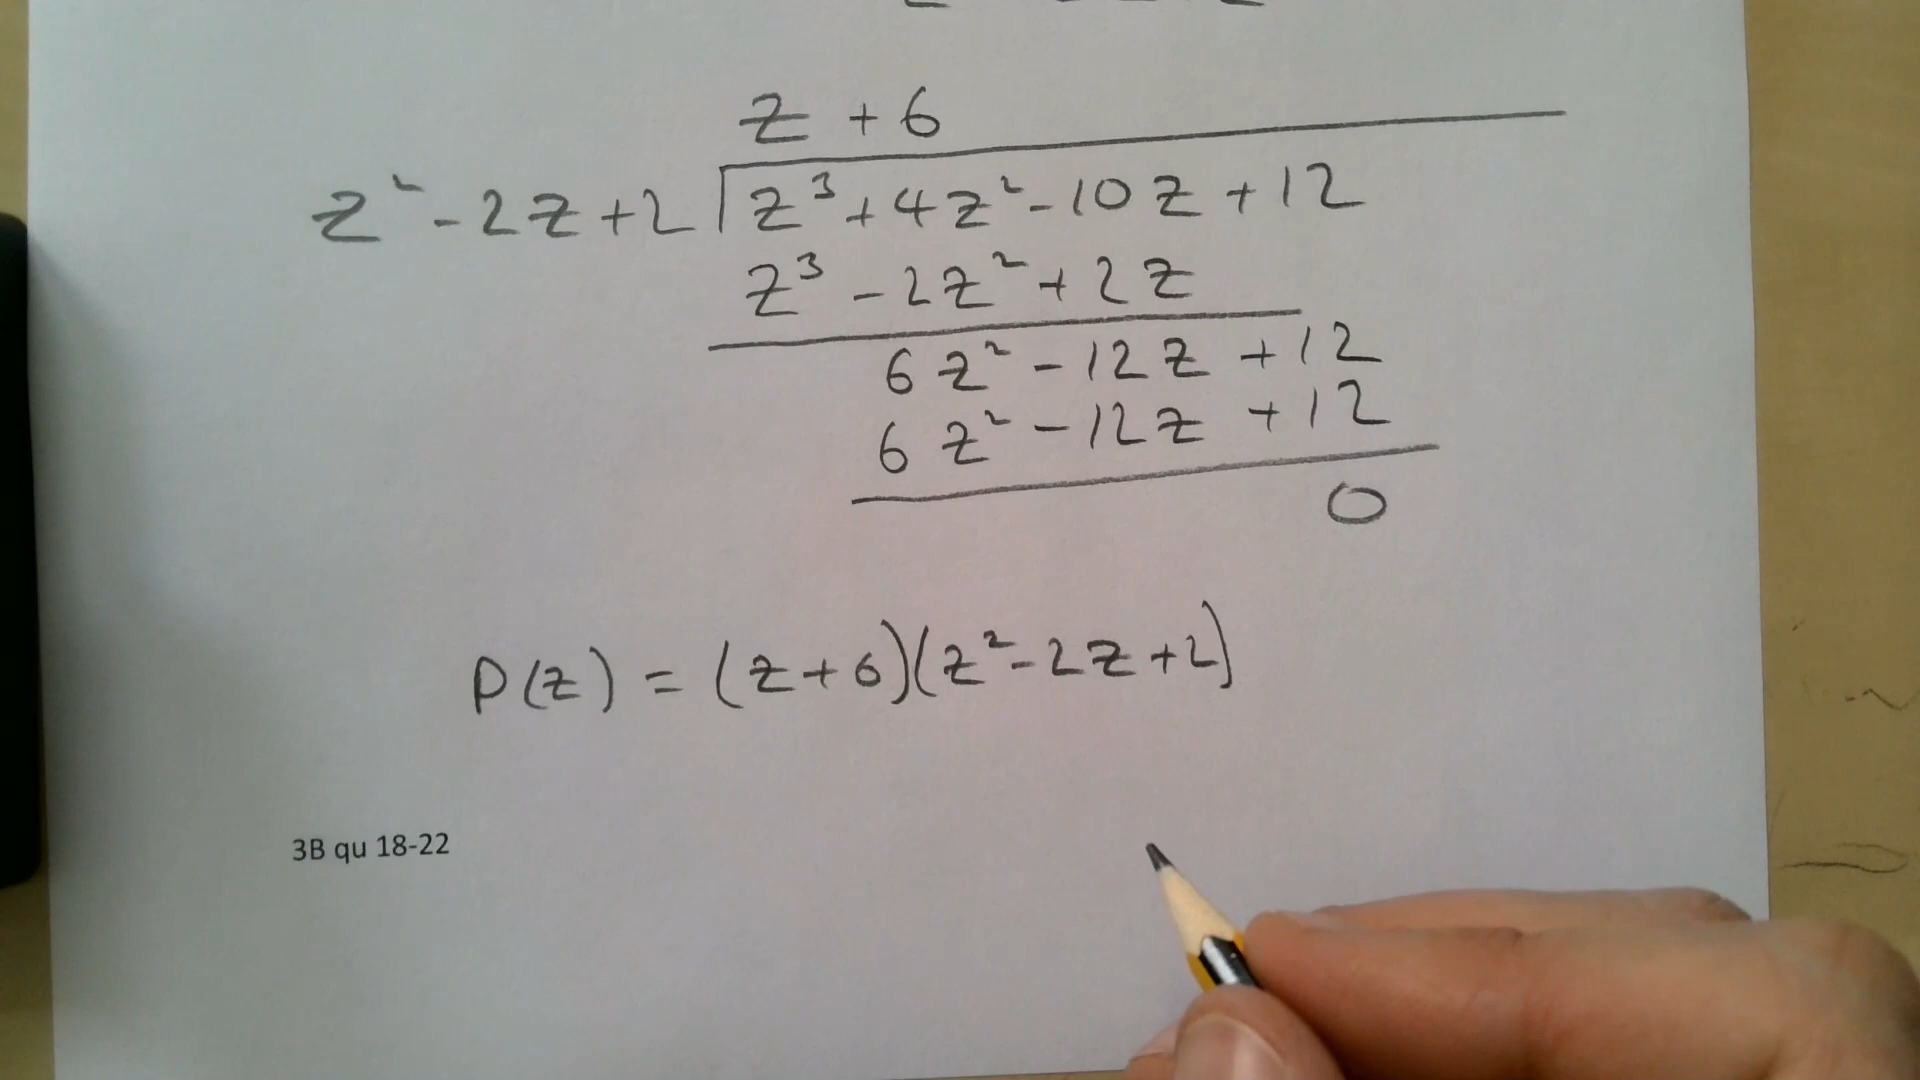 z + 6
z² - 2z + 2 | z³ + 4z² - 10z + 12
z³ - 2z² + 2z
6z² - 12z + 12
6z² - 12z + 12
0
P(z) = (z + 6)(z² - 2z + 2)
3B qu 18-22